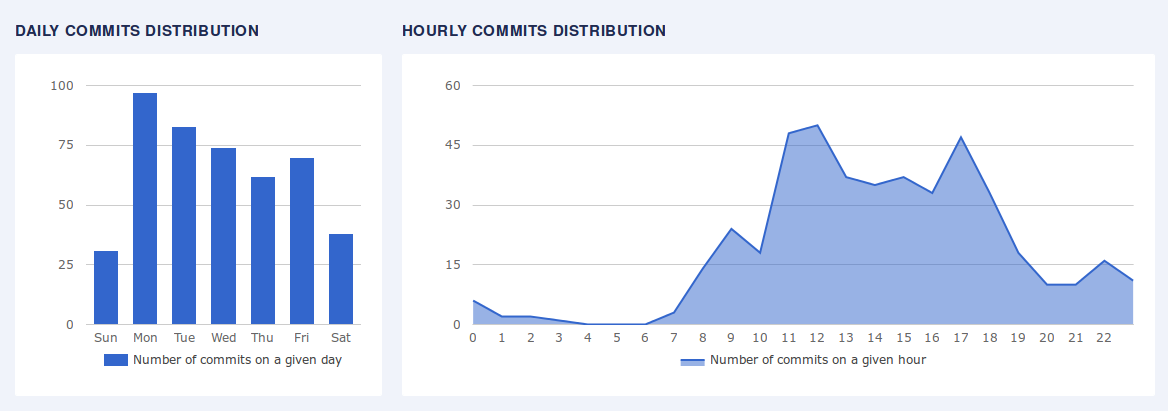 DAILY COMMITS DISTRIBUTION
100
75
50
25
0
Sun Mon Tue Wed Thu Fri Sat
Number of commits on a given day
HOURLY COMMITS DISTRIBUTION
60
45
30
15
0
0 1 2 3 4 5 6 7 8 9 10 11 12 13 14 15 16 17 18 19 20 21 22
Number of commits on a given hour